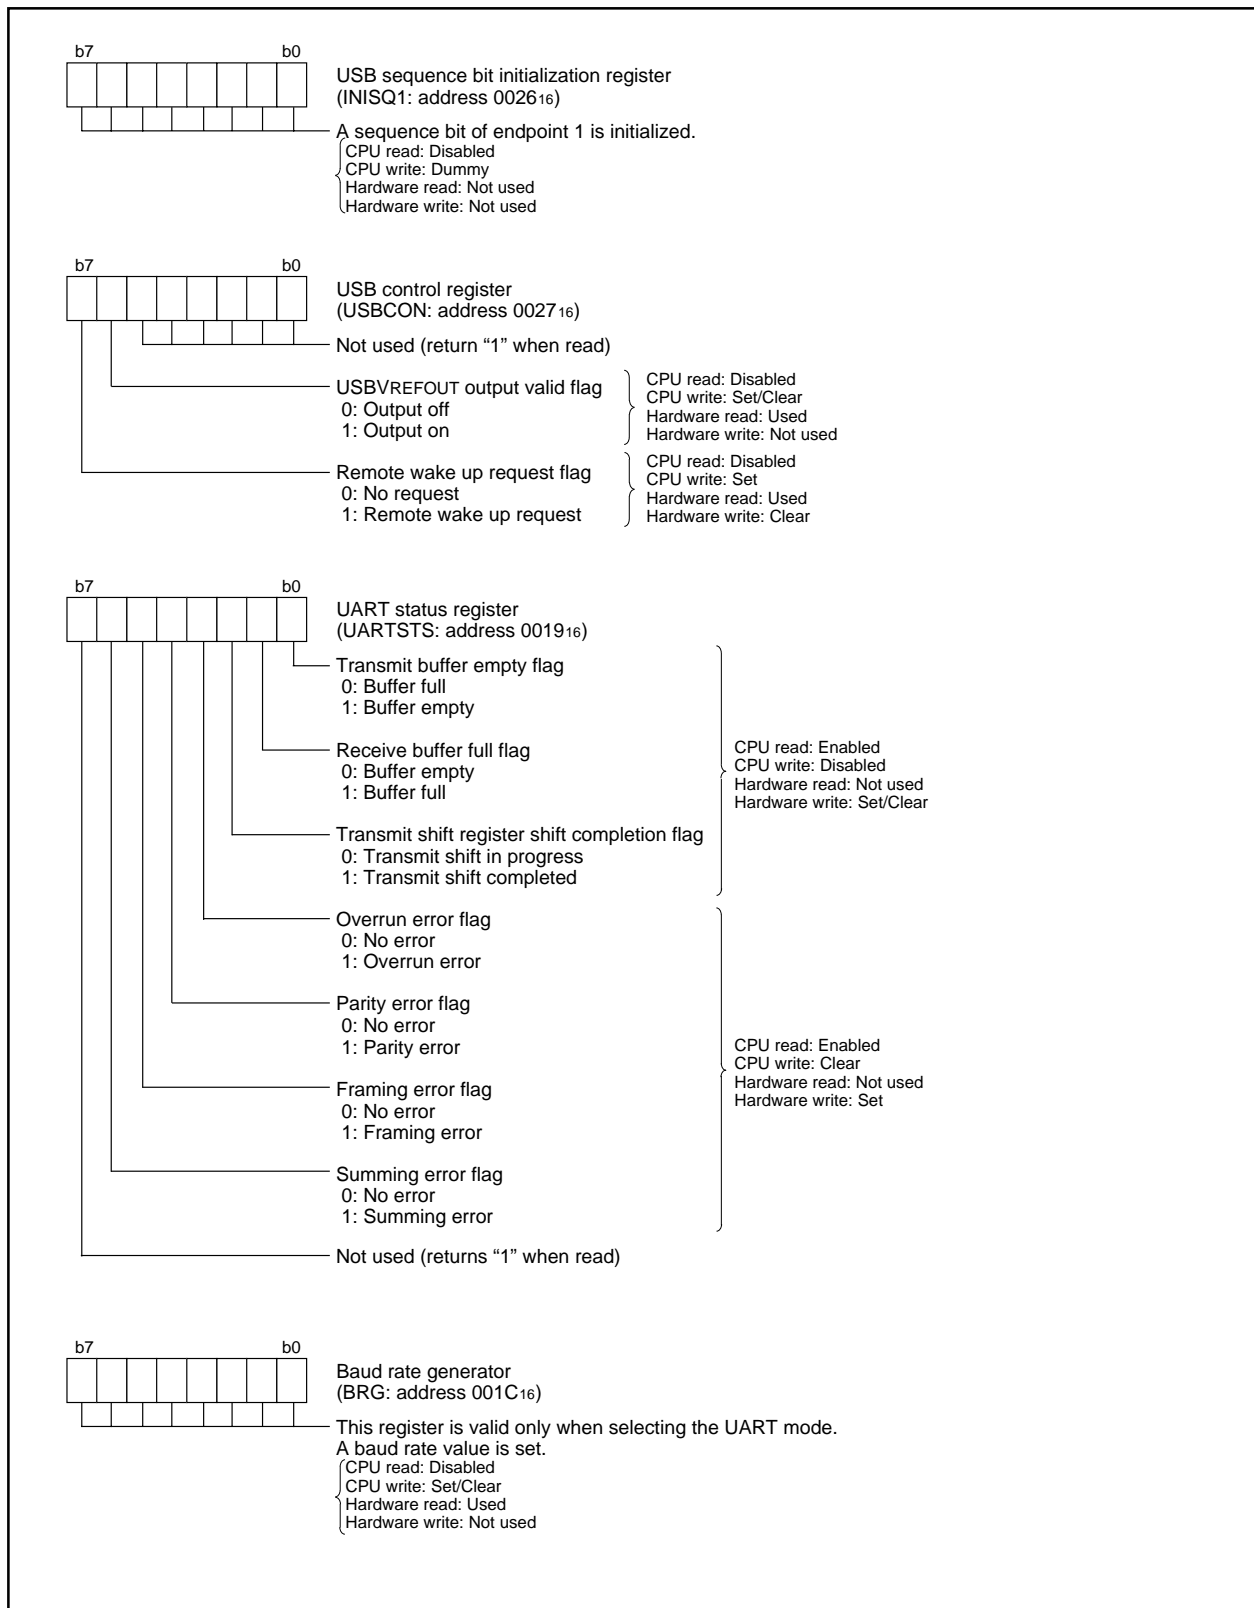 b7 b0
USB sequence bit initialization register
(INISQ1: address 002616)
A sequence bit of endpoint 1 is initialized.
CPU read: Disabled
CPU write: Dummy
Hardware read: Not used
Hardware write: Not used
b7 b0
USB control register
(USBCON: address 002716)
Not used (return “1” when read)
USBVREFOUT output valid flag
0: Output off
1: Output on
CPU read: Disabled
CPU write: Set/Clear
Hardware read: Used
Hardware write: Not used
Remote wake up request flag
0: No request
1: Remote wake up request
CPU read: Disabled
CPU write: Set
Hardware read: Used
Hardware write: Clear
b7 b0
UART status register
(UARTSTS: address 001916)
Transmit buffer empty flag
0: Buffer full
1: Buffer empty
Receive buffer full flag
0: Buffer empty
1: Buffer full
Transmit shift register shift completion flag
0: Transmit shift in progress
1: Transmit shift completed
CPU read: Enabled
CPU write: Disabled
Hardware read: Not used
Hardware write: Set/Clear
Overrun error flag
0: No error
1: Overrun error
Parity error flag
0: No error
1: Parity error
Framing error flag
0: No error
1: Framing error
Summing error flag
0: No error
1: Summing error
CPU read: Enabled
CPU write: Clear
Hardware read: Not used
Hardware write: Set
Not used (returns “1” when read)
b7 b0
Baud rate generator
(BRG: address 001C16)
This register is valid only when selecting the UART mode.
A baud rate value is set.
CPU read: Disabled
CPU write: Set/Clear
Hardware read: Used
Hardware write: Not used